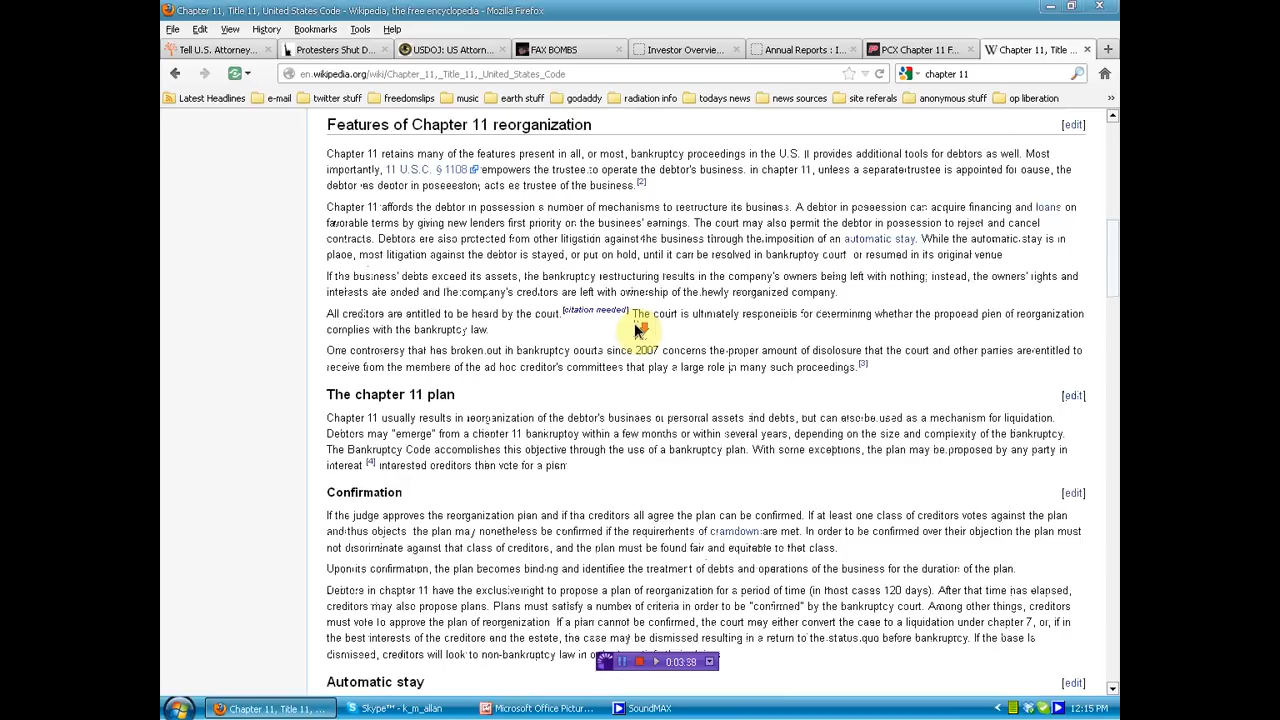 Chapter 11, Title 11, United States Code - Wikipedia, the free encyclopedia - Mozilla Firefox
File Edit View History Bookmarks Tools Help
Tell U.S. Attorney... Protesters Shut D... USDOJ: US Attorn... FAX BOMBS Investor Overvie... Annual Reports : I... PCX Chapter 11 F... Chapter 11, Title ...
en.wikipedia.org/wiki/Chapter_11,_Title_11,_United_States_Code chapter 11
Latest Headlines e-mail twitter stuff freedomslips music earth stuff godaddy radiation info todays news news sources site referals anonymous stuff op liberation
Features of Chapter 11 reorganization [edit]
Chapter 11 retains many of the features present in all, or most, bankruptcy proceedings in the U.S. It provides additional tools for debtors as well. Most
importantly, 11 U.S.C. § 1108 empowers the trustee to operate the debtor's business. In chapter 11, unless a separate trustee is appointed for cause, the
debtor, as debtor in possession, acts as trustee of the business.[2]
Chapter 11 affords the debtor in possession a number of mechanisms to restructure its business. A debtor in possession can acquire financing and loans on
favorable terms by giving new lenders first priority on the business' earnings. The court may also permit the debtor in possession to reject and cancel
contracts. Debtors are also protected from other litigation against the business through the imposition of an automatic stay. While the automatic stay is in
place, most litigation against the debtor is stayed, or put on hold, until it can be resolved in bankruptcy court or resumed in its original venue
If the business' debts exceed its assets, the bankruptcy restructuring results in the company's owners being left with nothing; instead, the owners' rights and
interests are ended and the company's creditors are left with ownership of the newly reorganized company.
All creditors are entitled to be heard by the court.[citation needed] The court is ultimately responsible for determining whether the proposed plan of reorganization
complies with the bankruptcy law.
One controversy that has broken out in bankruptcy courts since 2007 concerns the proper amount of disclosure that the court and other parties are entitled to
receive from the members of the ad hoc creditor's committees that play a large role in many such proceedings.[3]
The chapter 11 plan [edit]
Chapter 11 usually results in reorganization of the debtor's business or personal assets and debts, but can also be used as a mechanism for liquidation.
Debtors may "emerge" from a chapter 11 bankruptcy within a few months or within several years, depending on the size and complexity of the bankruptcy.
The Bankruptcy Code accomplishes this objective through the use of a bankruptcy plan. With some exceptions, the plan may be proposed by any party in
interest [4] interested creditors then vote for a plan
Confirmation [edit]
If the judge approves the reorganization plan and if the creditors all agree the plan can be confirmed. If at least one class of creditors votes against the plan
and thus objects the plan may nonetheless be confirmed if the requirements of cramdown are met. In order to be confirmed over their objection the plan must
not discriminate against that class of creditors, and the plan must be found fair and equitable to that class.
Upon its confirmation, the plan becomes binding and identifies the treatment of debts and operations of the business for the duration of the plan.
Debtors in chapter 11 have the exclusive right to propose a plan of reorganization for a period of time (in most cases 120 days). After that time has elapsed,
creditors may also propose plans. Plans must satisfy a number of criteria in order to be "confirmed" by the bankruptcy court. Among other things, creditors
must vote to approve the plan of reorganization If a plan cannot be confirmed, the court may either convert the case to a liquidation under chapter 7, or, if in
the best interests of the creditors and the estate, the case may be dismissed resulting in a return to the status quo before bankruptcy. If the case is
dismissed, creditors will look to non-bankruptcy law in
0:03:38
Automatic stay [edit]
Chapter 11, Title 11, ... Skype™ - k_m_allan Microsoft Office Pictur... SoundMAX 12:15 PM